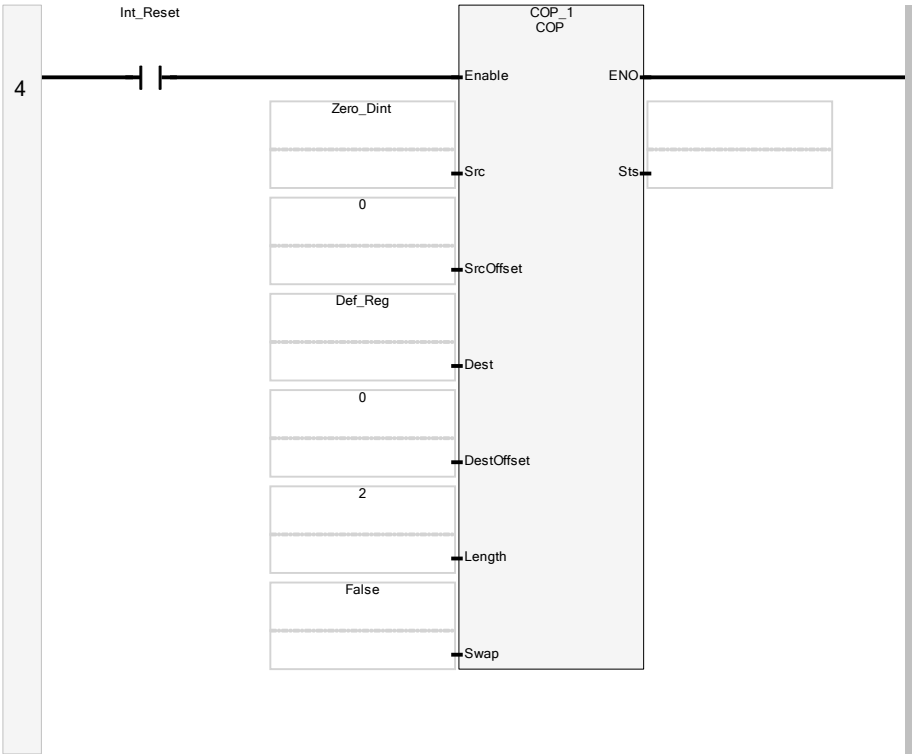 Int_Reset
COP_1
COP
4
Enable
ENO
Zero_Dint
Src
Sts
0
SrcOffset
Def_Reg
Dest
0
DestOffset
2
Length
False
Swap